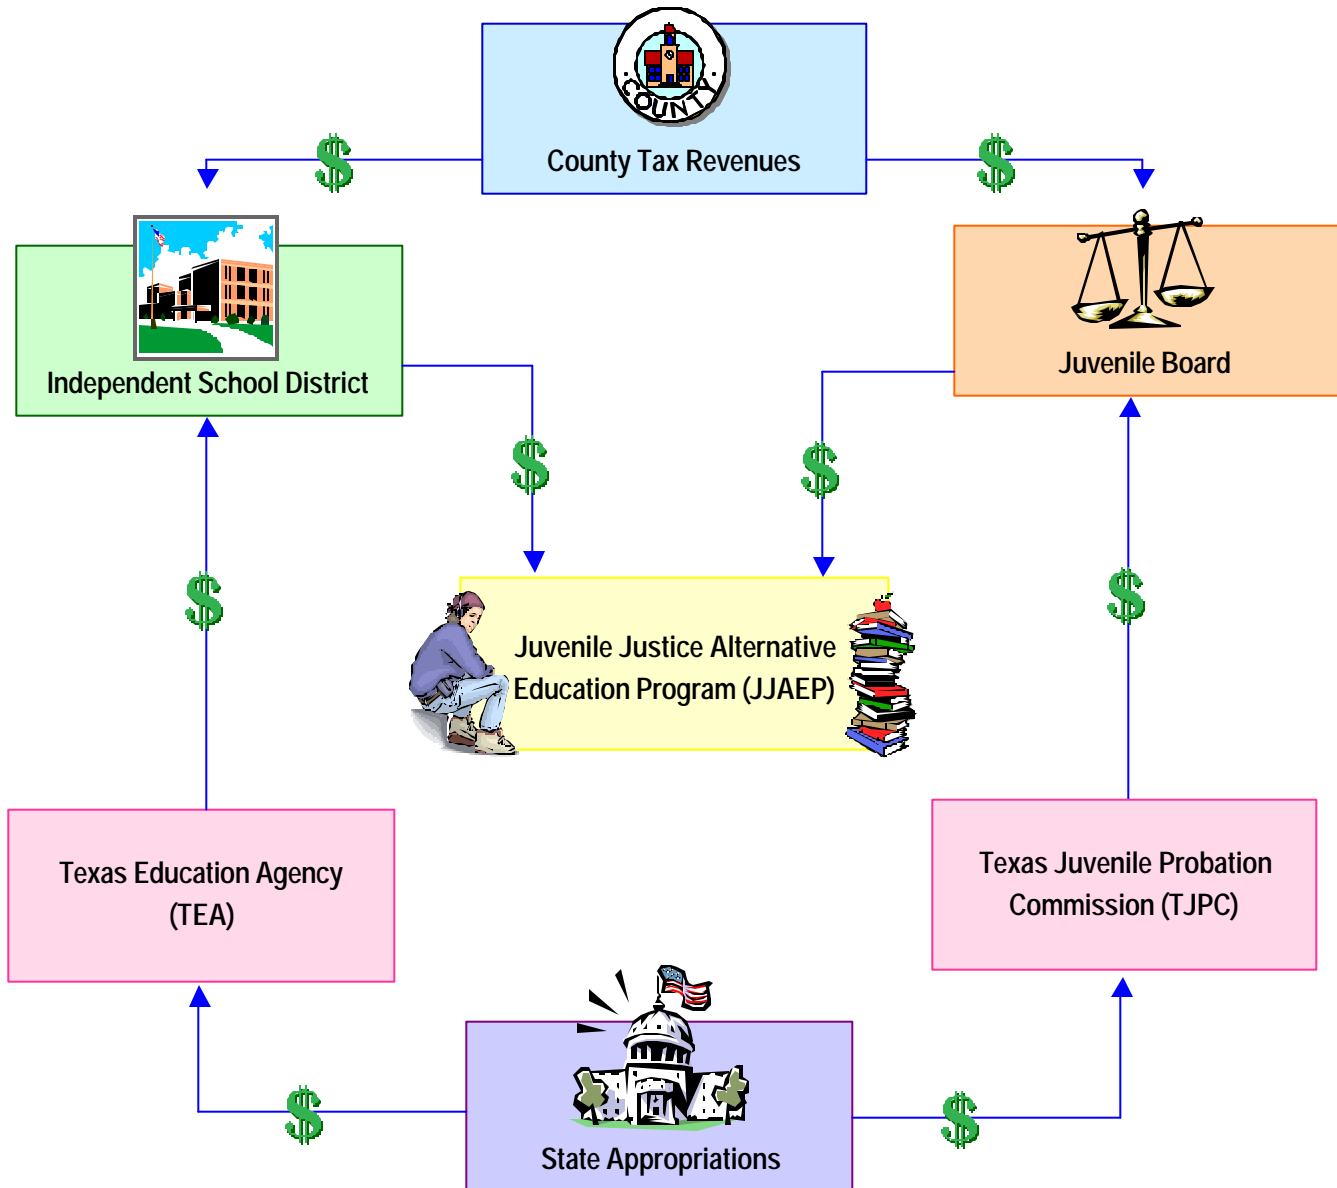 COUNTY
County Tax Revenues
Independent School District
Juvenile Board
Juvenile Justice Alternative
Education Program (JJAEP)
Texas Education Agency
(TEA)
Texas Juvenile Probation
Commission (TJPC)
State Appropriations
$
$
$
$
$
$
$
$